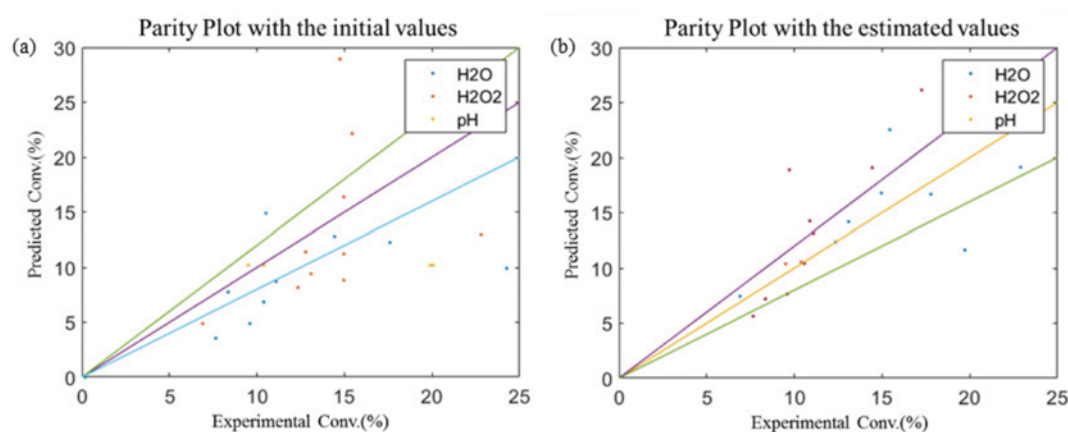 (a)
Parity Plot with the initial values
30
25
20
15
10
5
0
Predicted Conv.(%)
H2O
H2O2
pH
0 5 10 15 20 25
Experimental Conv.(%)
(b)
Parity Plot with the estimated values
30
25
20
15
10
5
0
Predicted Conv.(%)
H2O
H2O2
pH
0 5 10 15 20 25
Experimental Conv.(%)